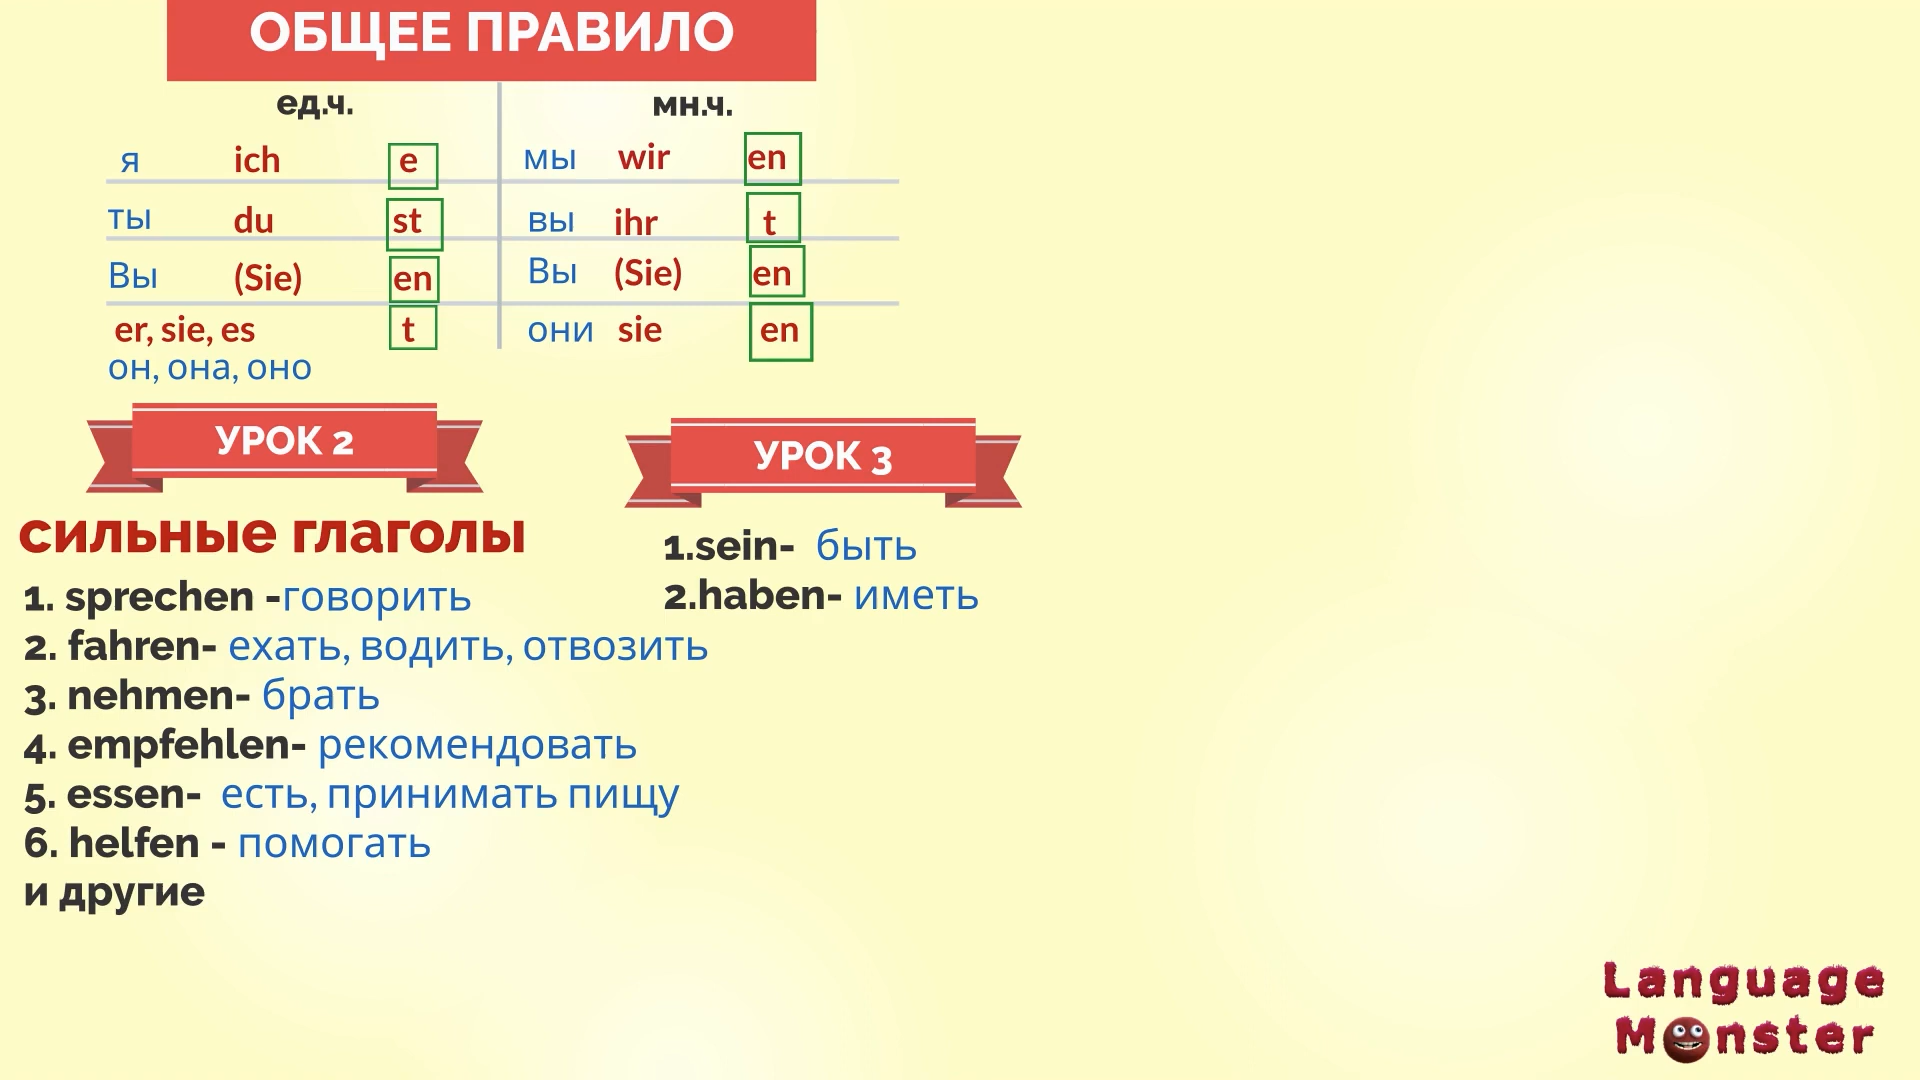 ОБЩЕЕ ПРАВИЛО
ед.ч. мн.ч.
я ich e мы wir en
ты du st вы ihr t
Вы (Sie) en Вы (Sie) en
er, sie, es t они sie en
он, она, оно
УРОК 2
УРОК 3
сильные глаголы
1. sprechen -говорить
2. fahren- ехать, водить, отвозить
3. nehmen- брать
4. empfehlen- рекомендовать
5. essen- есть, принимать пищу
6. helfen - помогать
и другие
1.sein- быть
2.haben- иметь
Language
Monster